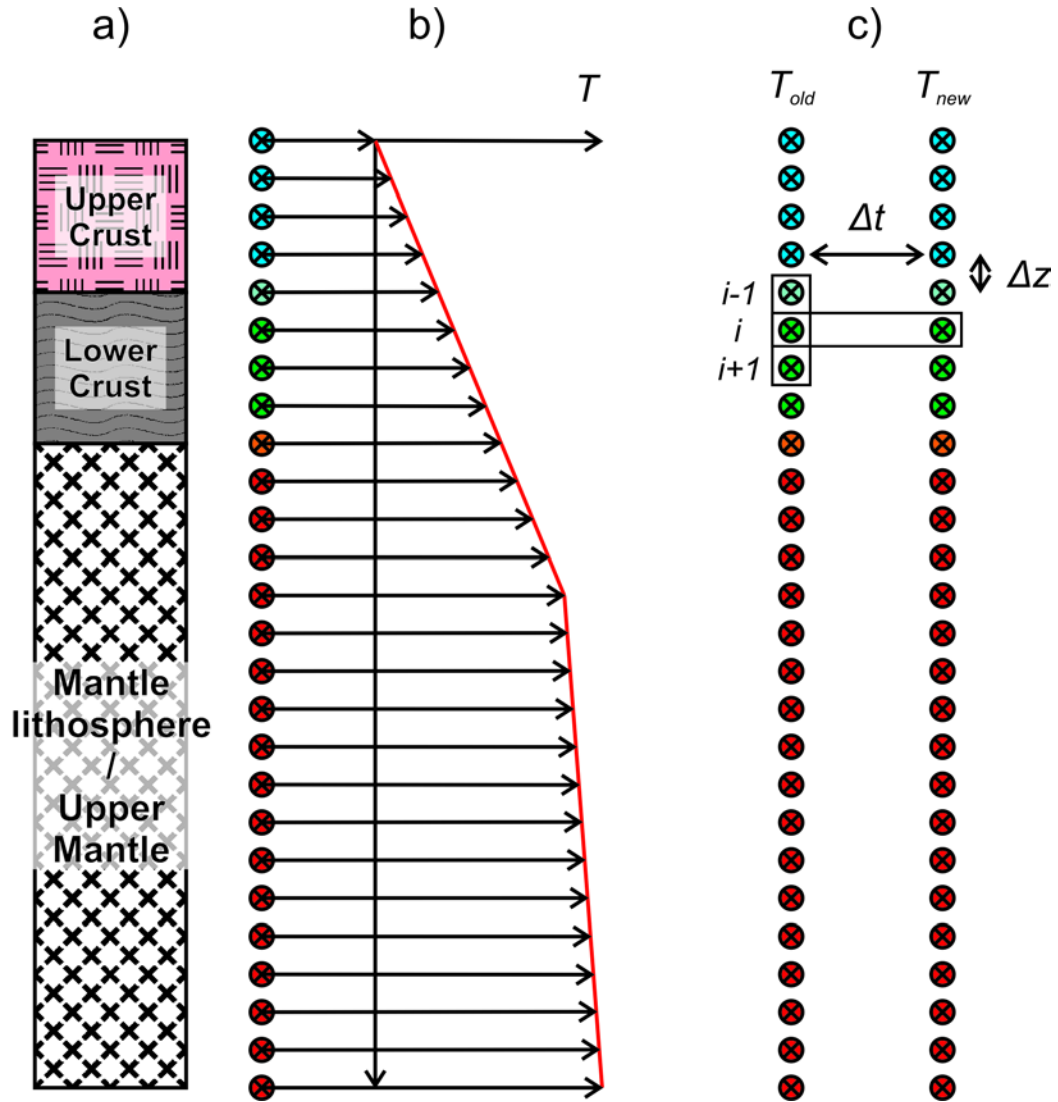 a)
b)
c)
T
T_old
T_new
Upper
Crust
Δt
Δz
i-1
i
i+1
Lower
Crust
Mantle
lithosphere
/
Upper
Mantle